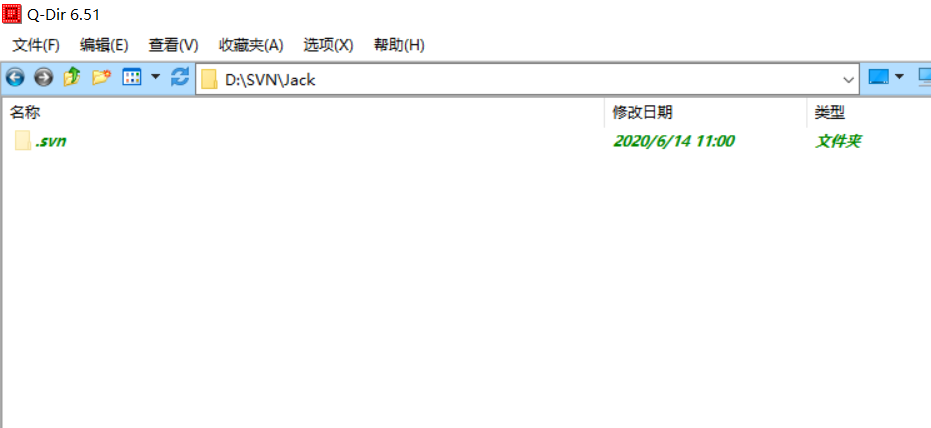 Q-Dir 6.51
文件(F) 编辑(E) 查看(V) 收藏夹(A) 选项(X) 帮助(H)
D:\SVN\Jack
名称 修改日期 类型
.svn 2020/6/14 11:00 文件夹